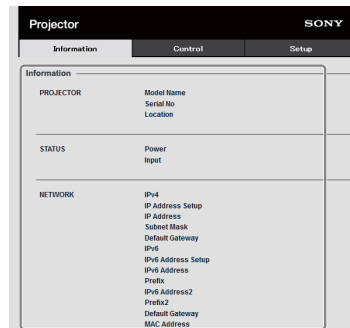 Projector SONY
Information Control Setup
Information
PROJECTOR Model Name
Serial No
Location
STATUS Power
Input
NETWORK IPv4
IP Address Setup
IP Address
Subnet Mask
Default Gateway
IPv6
IPv6 Address Setup
IPv6 Address
Prefix
IPv6 Address2
Prefix2
Default Gateway
MAC Address